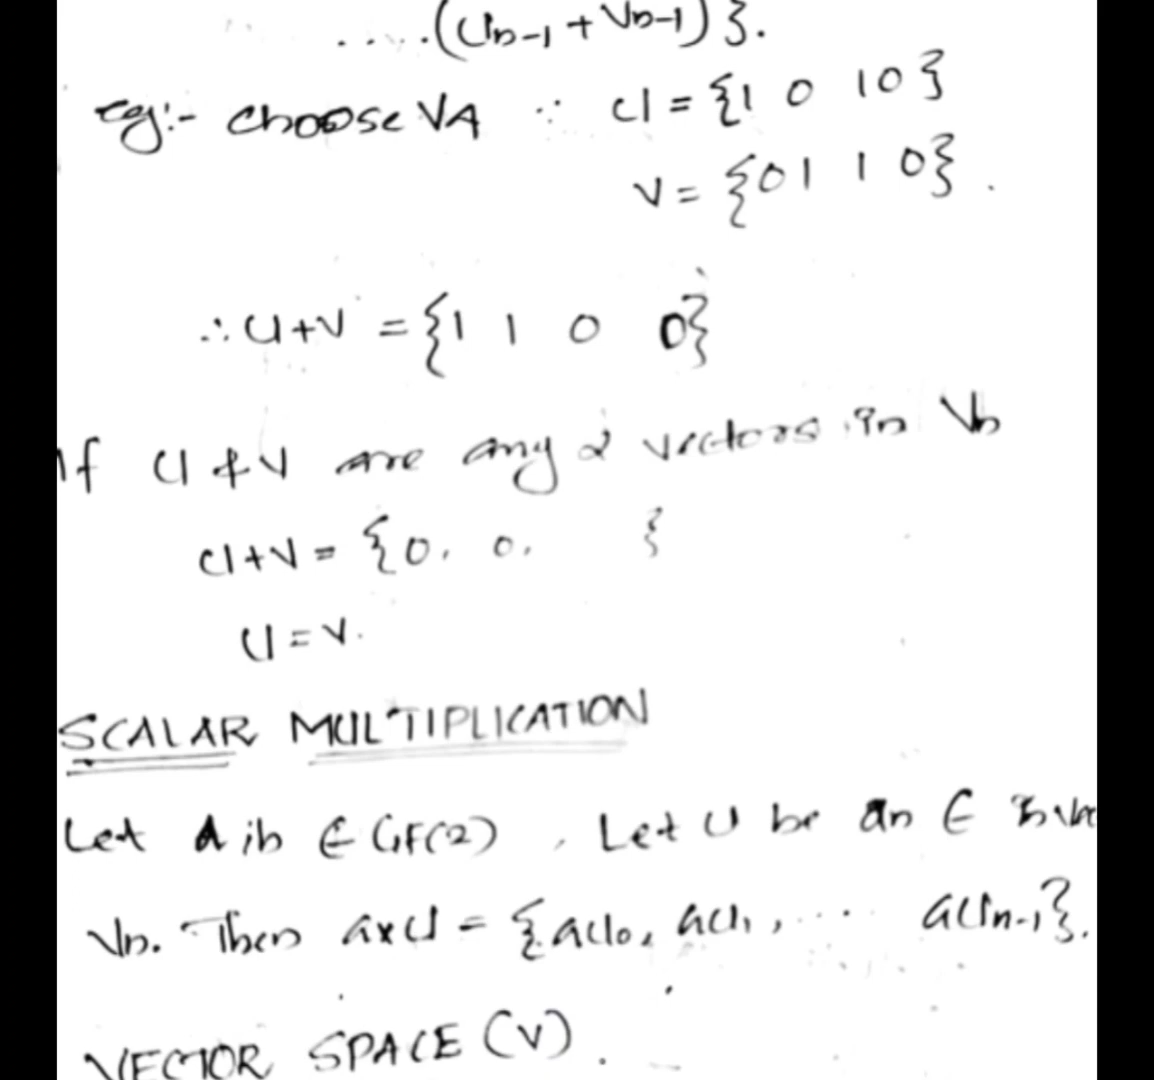 .....(Un-1 + Vn-1) }.
eg:- choose V4 ∵ U = {1 0 1 0}
V = {0 1 1 0}.
∴ U+V = {1 1 0 0}
If U & V are any 2 vectors in Vn
U+V = {0. 0. }
U = V.
SCALAR MULTIPLICATION
Let a in ∈ GF(2). Let U be an ∈ in
Vn. Then a×U = {aU0, aU1, ... aUn-1}.
VECTOR SPACE (V).